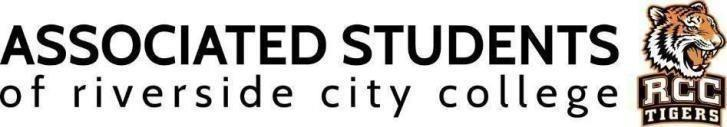 ASSOCIATED STUDENTS
of riverside city college
RCC
TIGERS